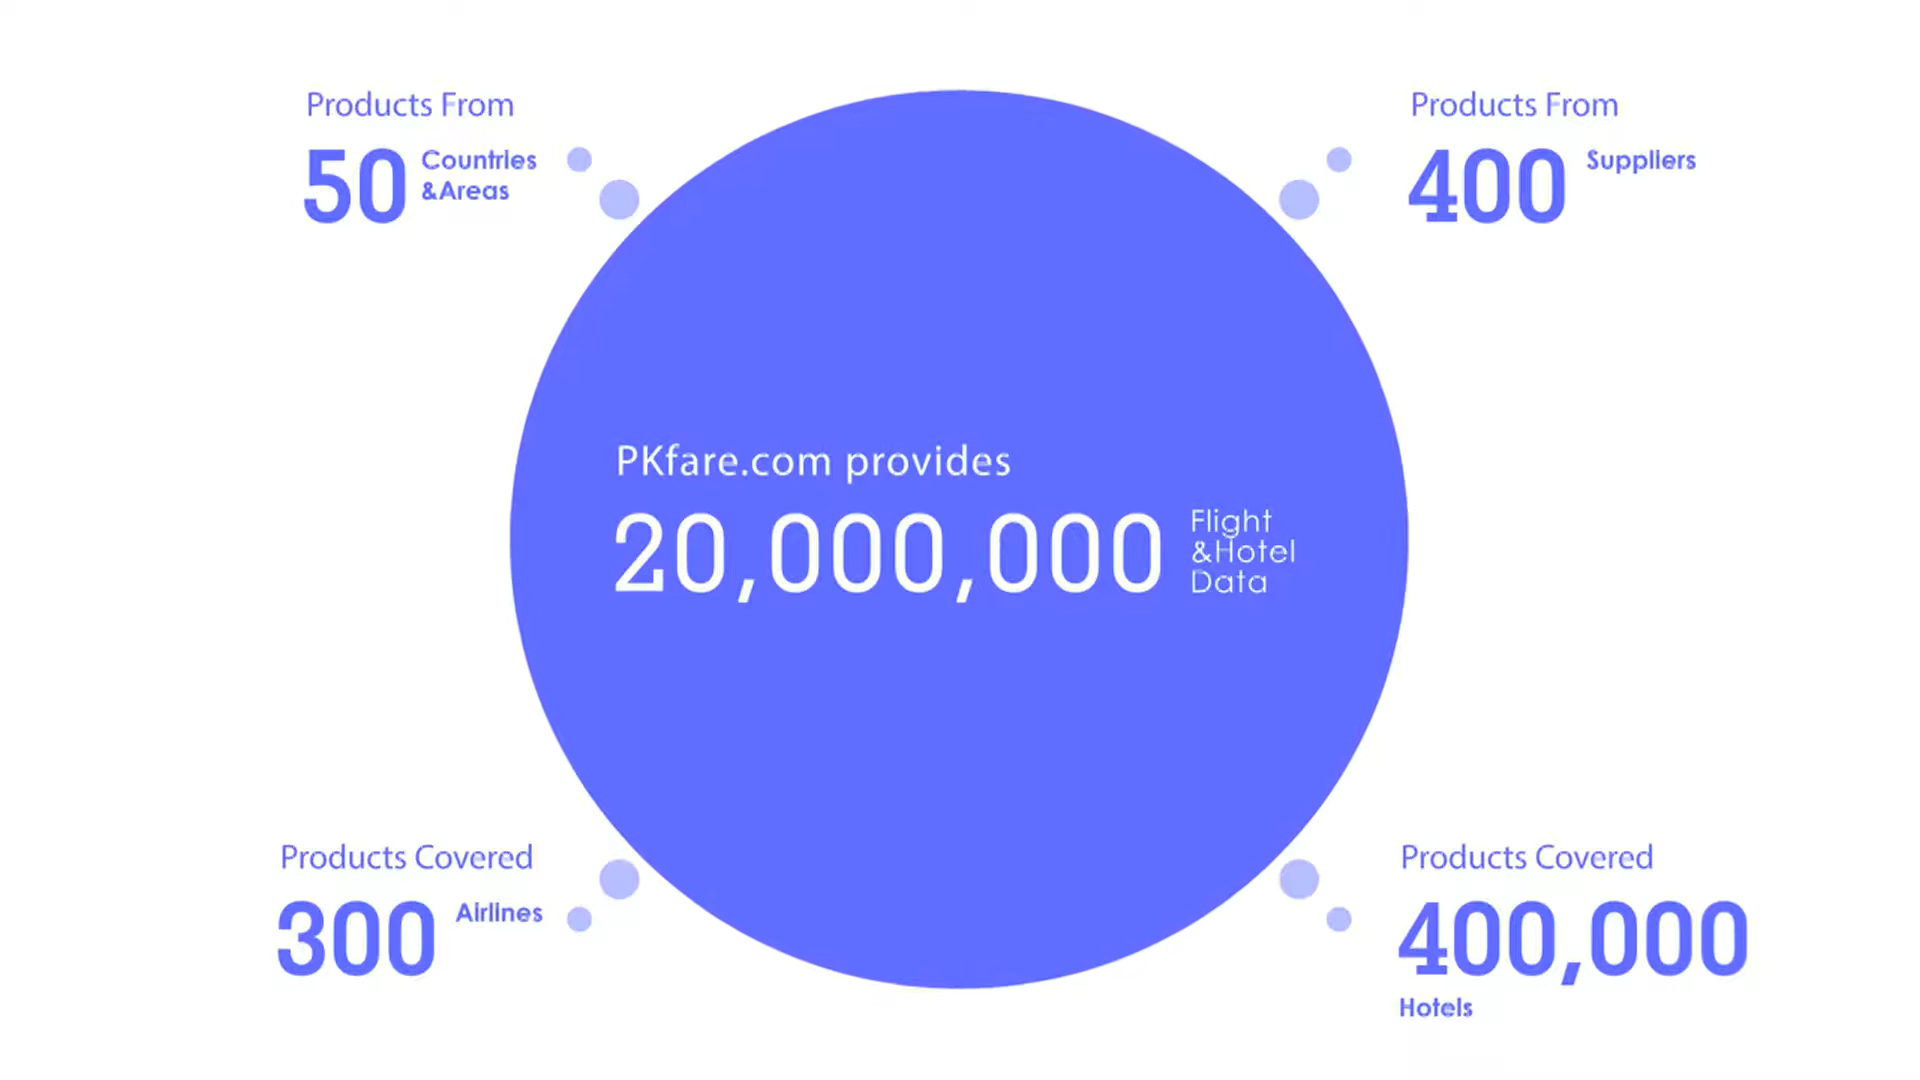 Products From
50 Countries
&Areas
Products From
400 Suppliers
PKfare.com provides
20,000,000 Flight
&Hotel
Data
Products Covered
300 Airlines
Products Covered
400,000
Hotels